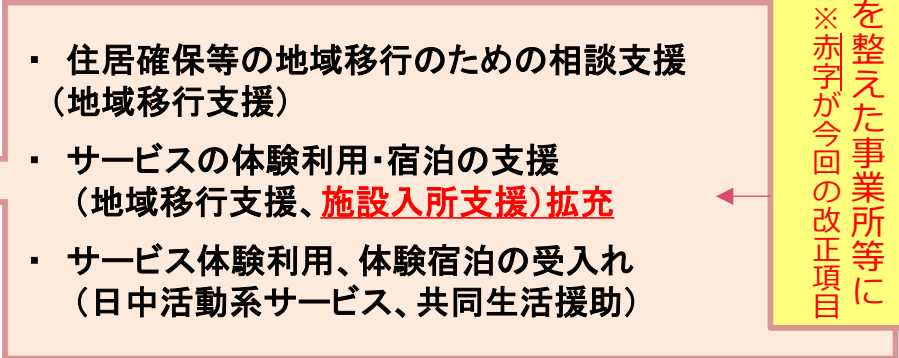 ・ 住居確保等の地域移行のための相談支援
(地域移行支援)
・ サービスの体験利用・宿泊の支援
(地域移行支援、施設入所支援)拡充
・ サービス体験利用、体験宿泊の受入れ
(日中活動系サービス、共同生活援助)
を整えた事業所等に
※赤字が今回の改正項目